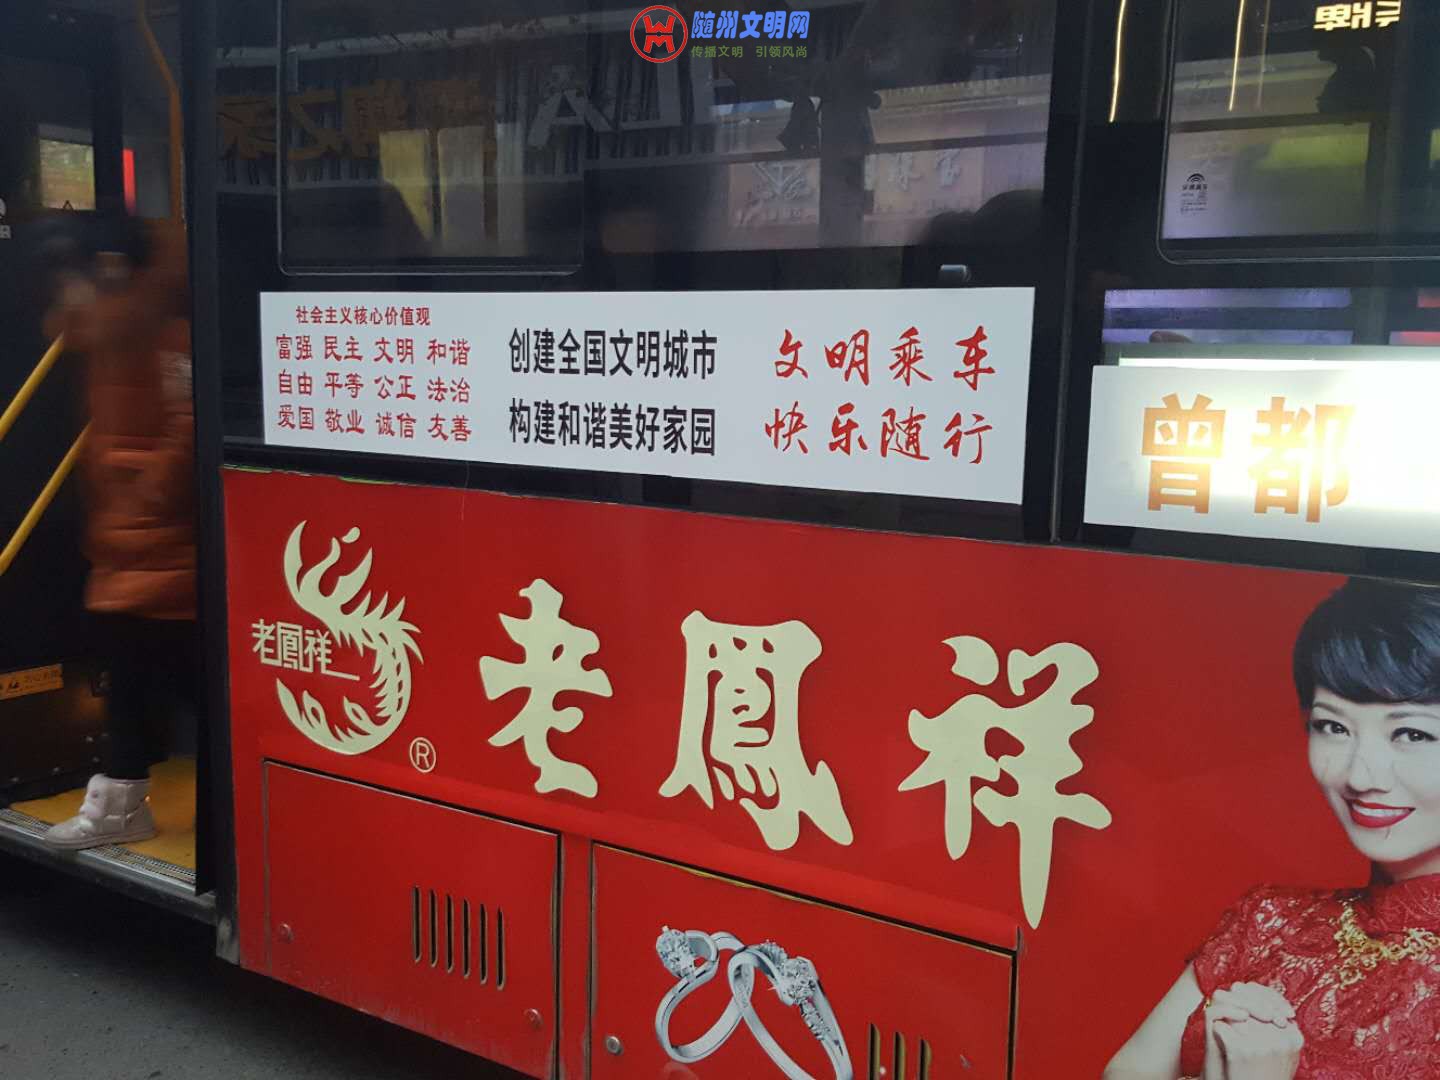 随州文明网
传播文明 引领风尚
社会主义核心价值观
富强 民主 文明 和谐
自由 平等 公正 法治
爱国 敬业 诚信 友善
创建全国文明城市
构建和谐美好家园
文明乘车
快乐随行
曾都
老鳳祥
®
老鳳祥